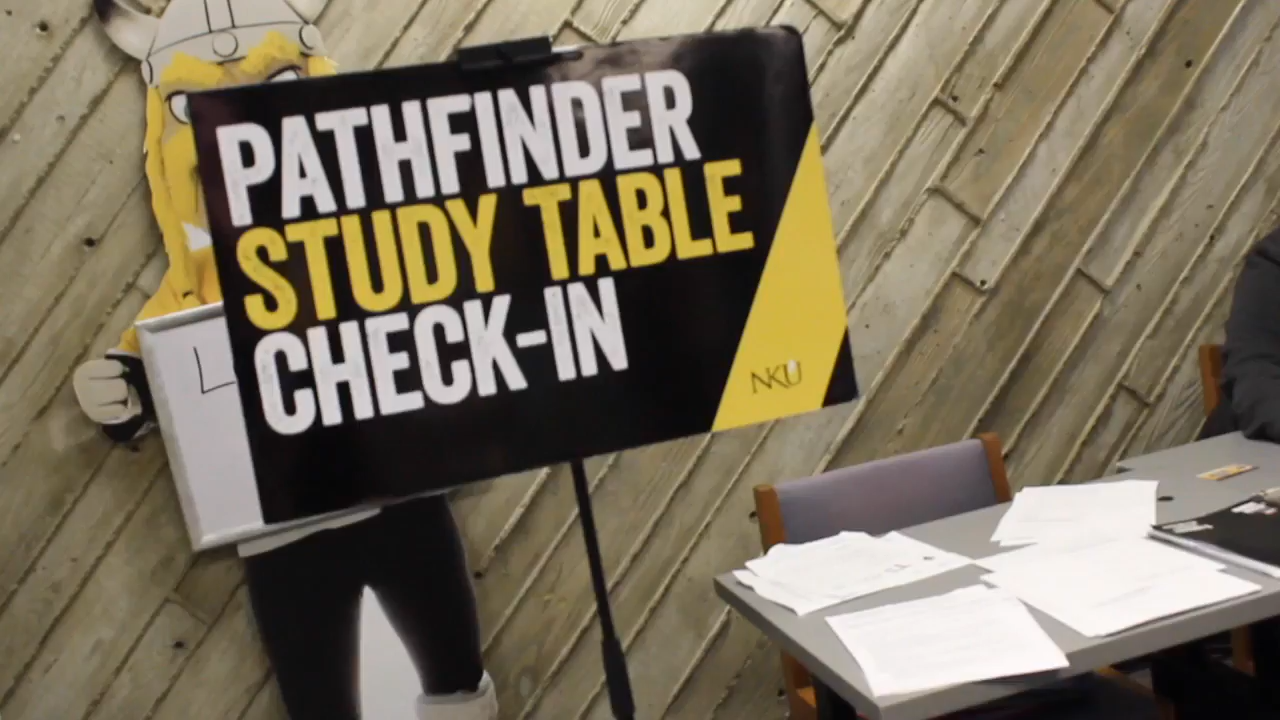 PATHFINDER
STUDY TABLE
CHECK-IN
NKU
L